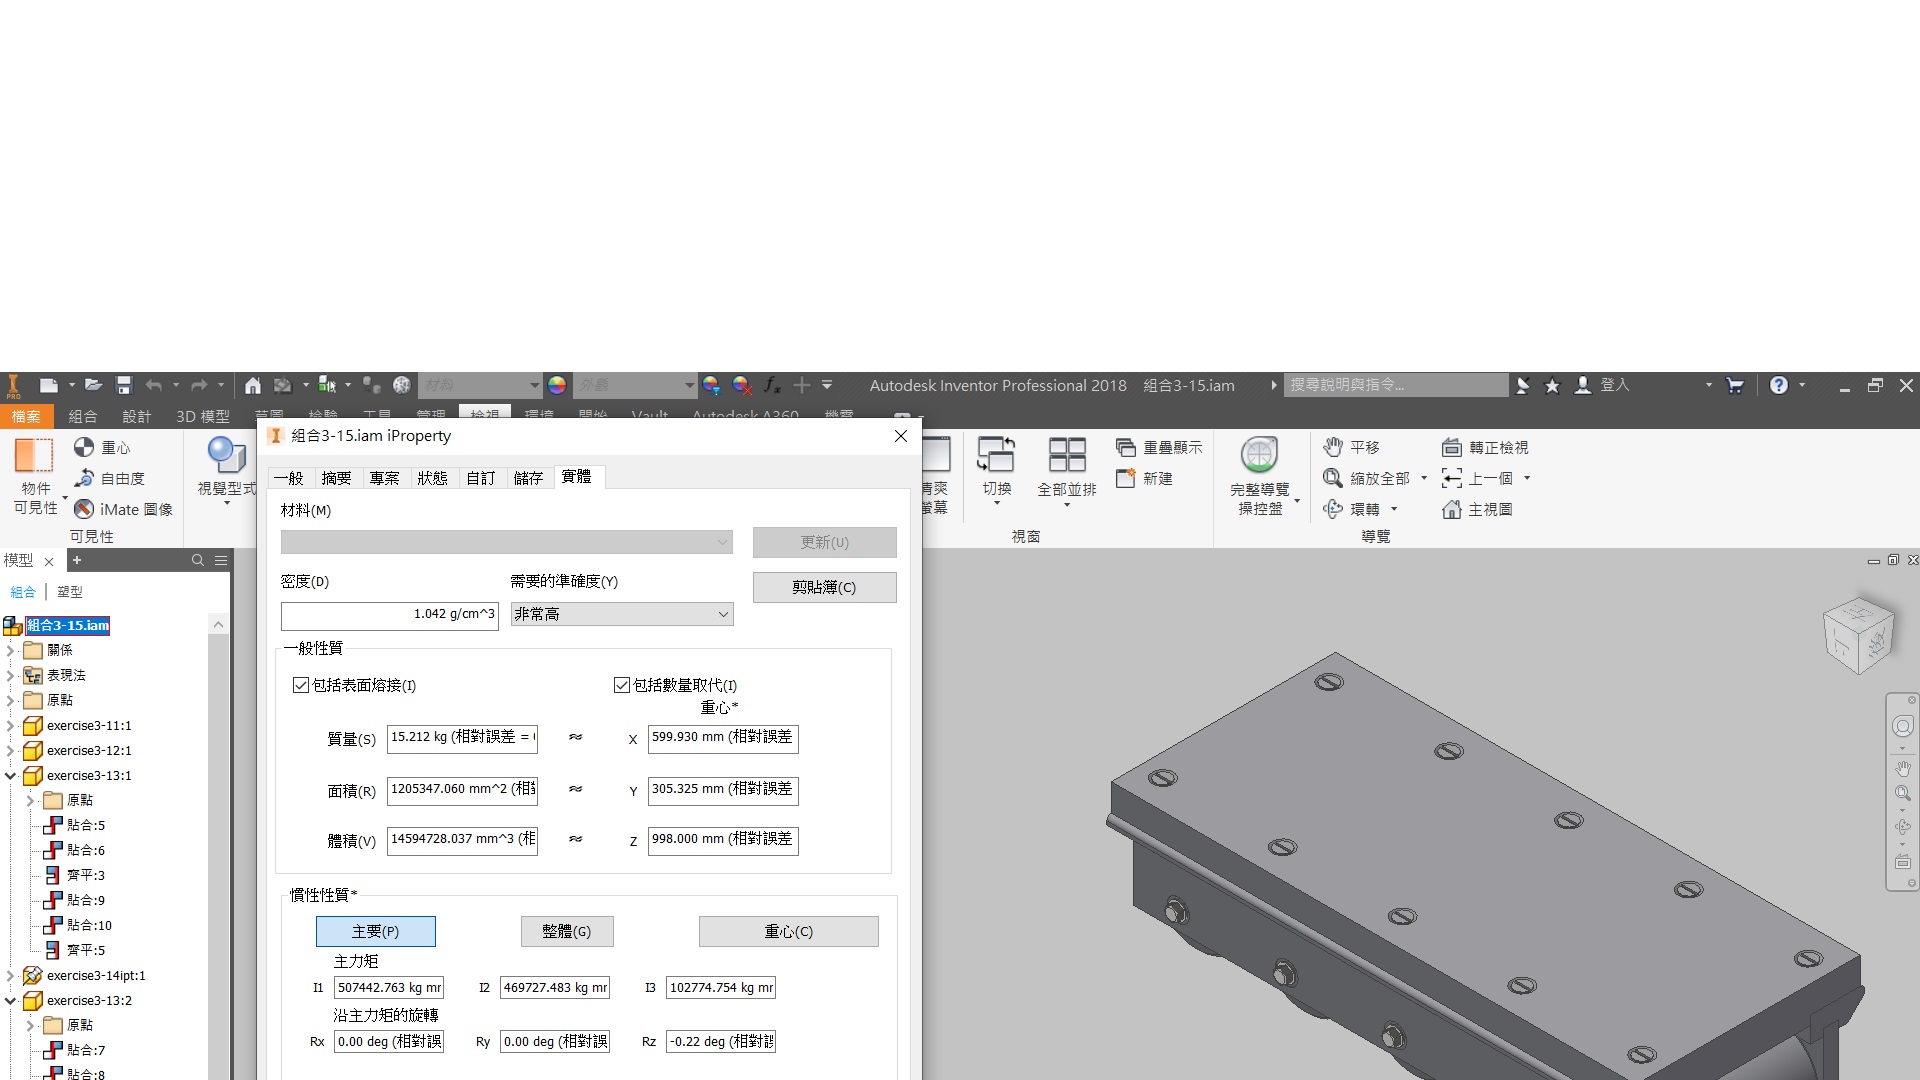 PRO
材料
外觀
Autodesk Inventor Professional 2018 組合3-15.iam
搜尋說明與指令...
登入
檔案 組合 設計 3D 模型 草圖 檢驗 工具 管理 檢視 環境 開始 Vault Autodesk A360 機電
重心
自由度
iMate 圖像
物件
可見性
可見性
視覺型式
清爽
螢幕
切換
全部並排
重疊顯示
新建
視窗
完整導覽
操控盤
平移
縮放全部
環轉
轉正檢視
上一個
主視圖
導覽
模型
組合 塑型
組合3-15.iam
關係
表現法
原點
exercise3-11:1
exercise3-12:1
exercise3-13:1
原點
貼合:5
貼合:6
齊平:3
貼合:9
貼合:10
齊平:5
exercise3-14ipt:1
exercise3-13:2
原點
貼合:7
貼合:8
組合3-15.iam iProperty
一般 摘要 專案 狀態 自訂 儲存 實體
材料(M)
更新(U)
密度(D) 需要的準確度(Y)
剪貼簿(C)
1.042 g/cm^3 非常高
一般性質
包括表面熔接(I) 包括數量取代(I)
重心*
質量(S) 15.212 kg (相對誤差 = ≈ X 599.930 mm (相對誤差
面積(R) 1205347.060 mm^2 (相對 ≈ Y 305.325 mm (相對誤差
體積(V) 14594728.037 mm^3 (相 ≈ Z 998.000 mm (相對誤差
慣性性質*
主要(P) 整體(G) 重心(C)
主力矩
I1 507442.763 kg mm I2 469727.483 kg mm I3 102774.754 kg mm
沿主力矩的旋轉
Rx 0.00 deg (相對誤 Ry 0.00 deg (相對誤 Rz -0.22 deg (相對誤